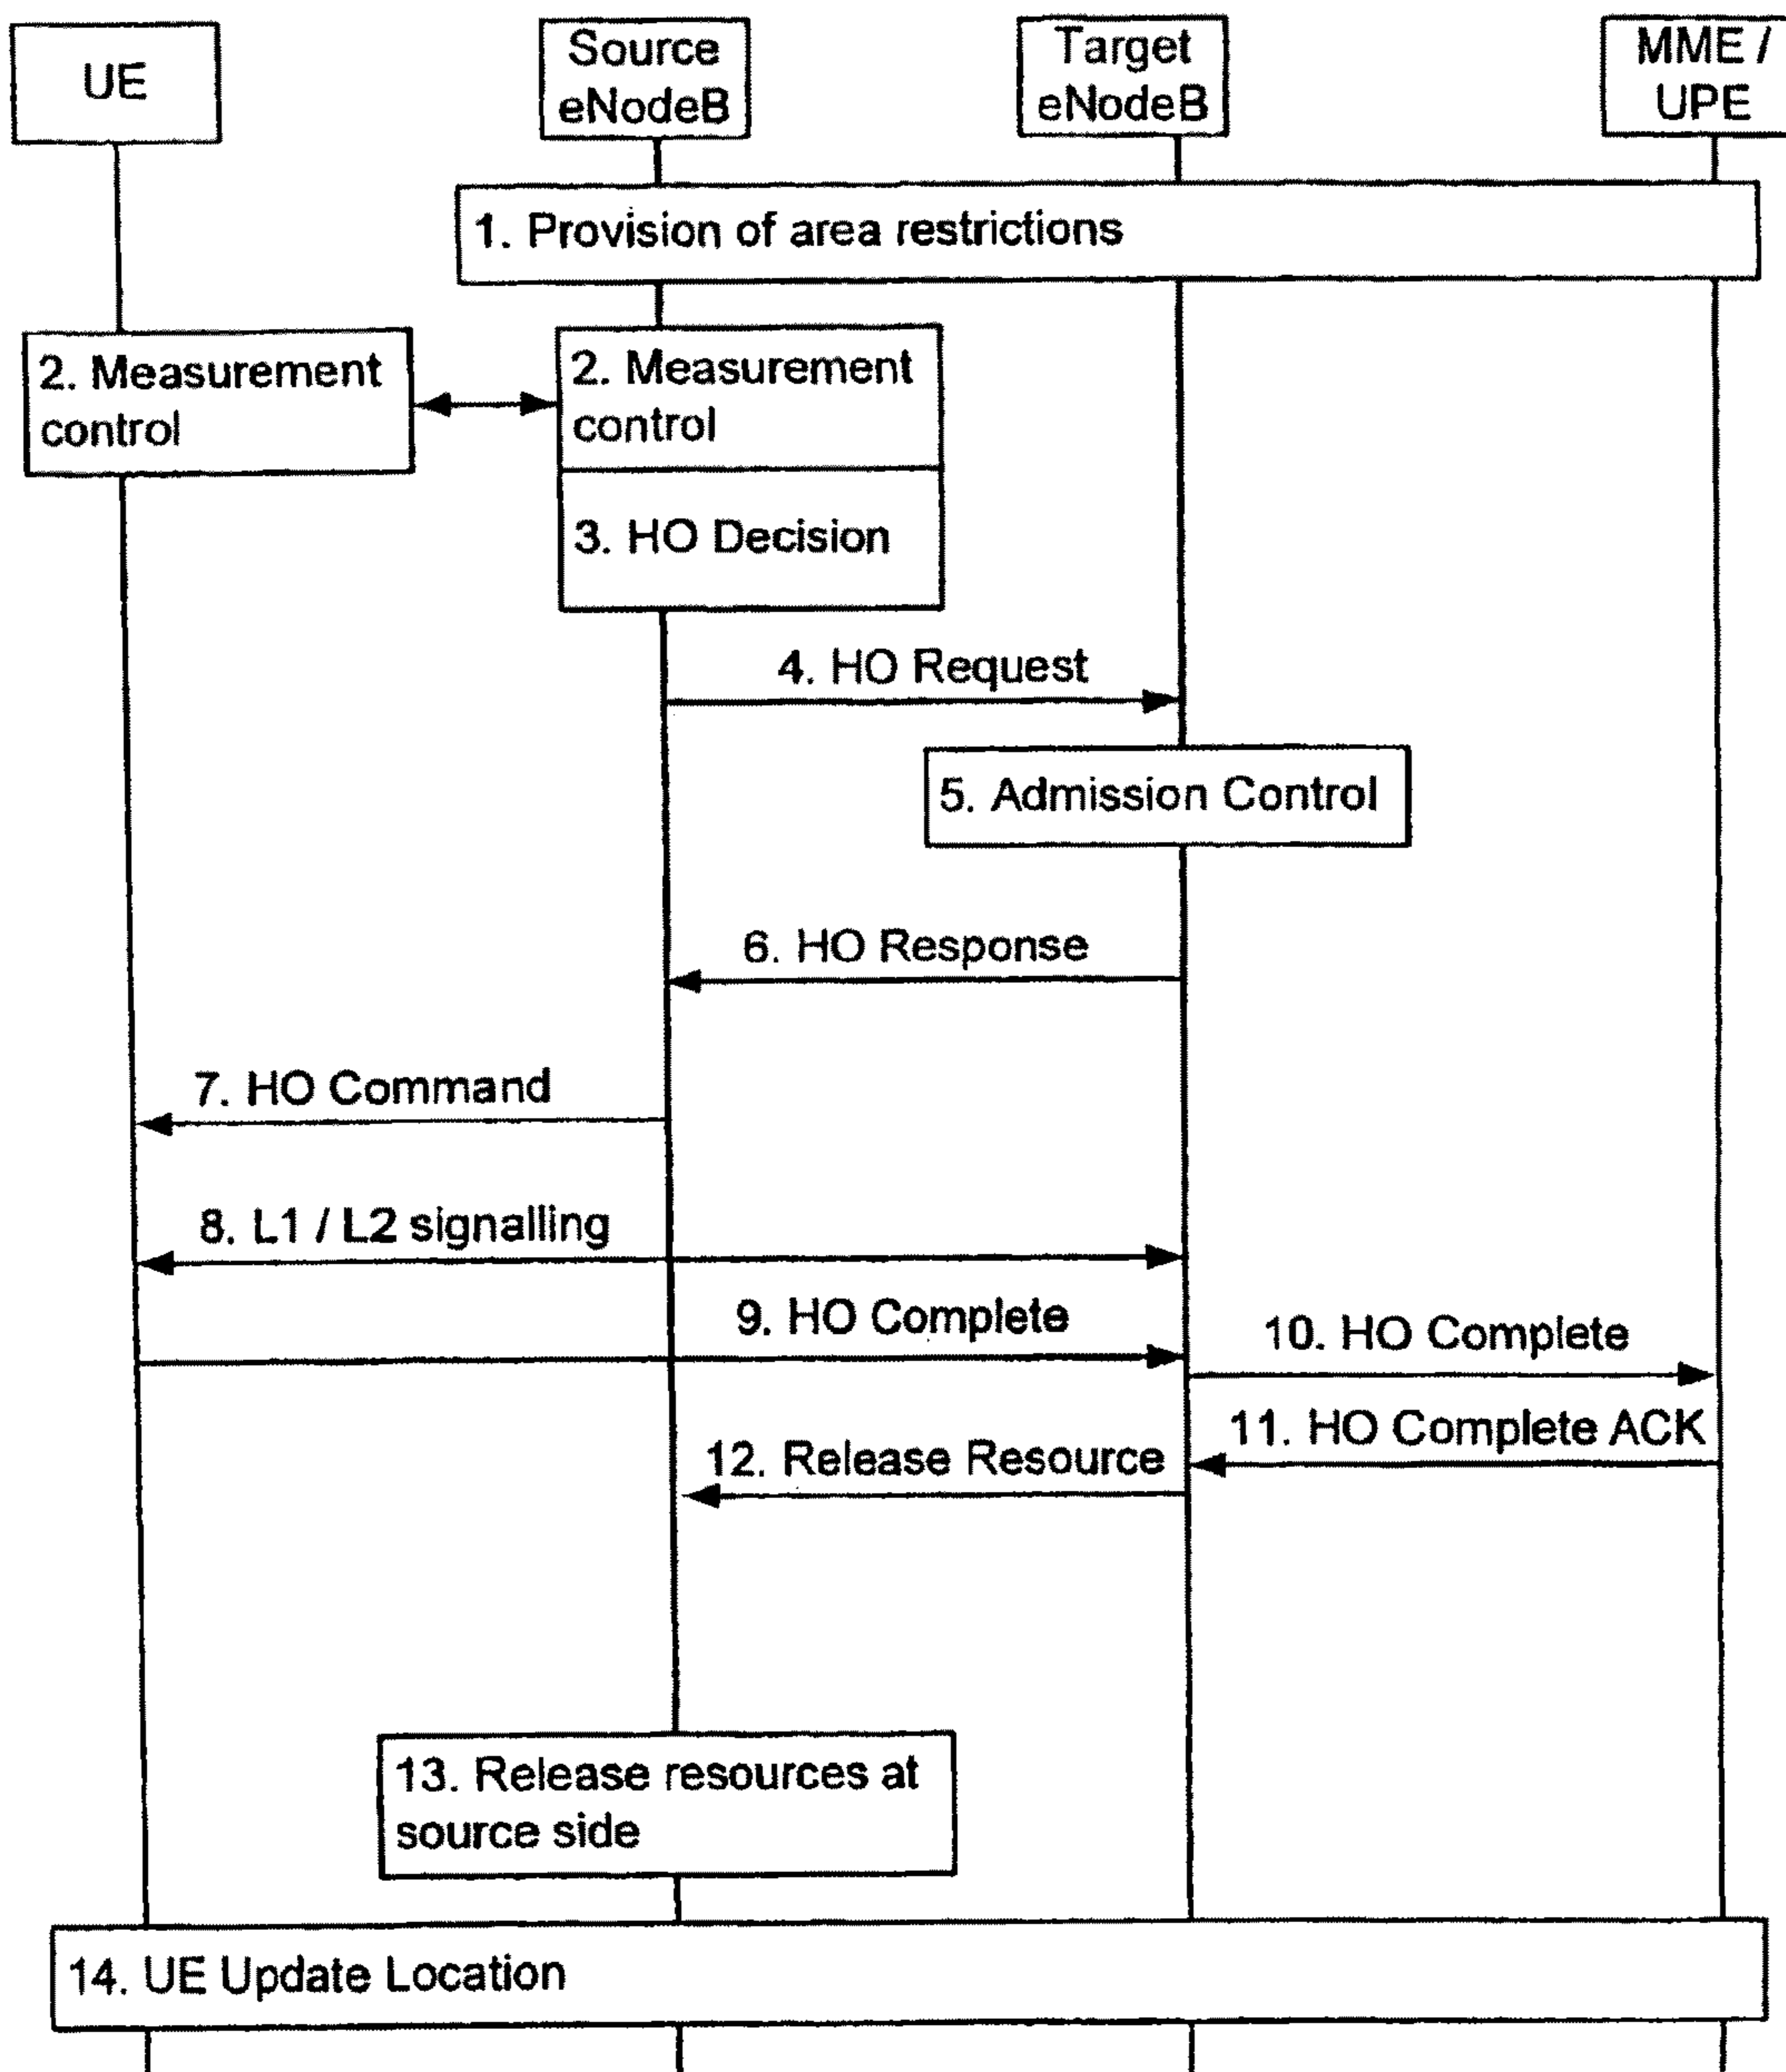 UE
Source
eNodeB
Target
eNodeB
MME /
UPE
1. Provision of area restrictions
2. Measurement
control
2. Measurement
control
3. HO Decision
4. HO Request
5. Admission Control
6. HO Response
7. HO Command
8. L1 / L2 signalling
9. HO Complete
10. HO Complete
11. HO Complete ACK
12. Release Resource
13. Release resources at
source side
14. UE Update Location